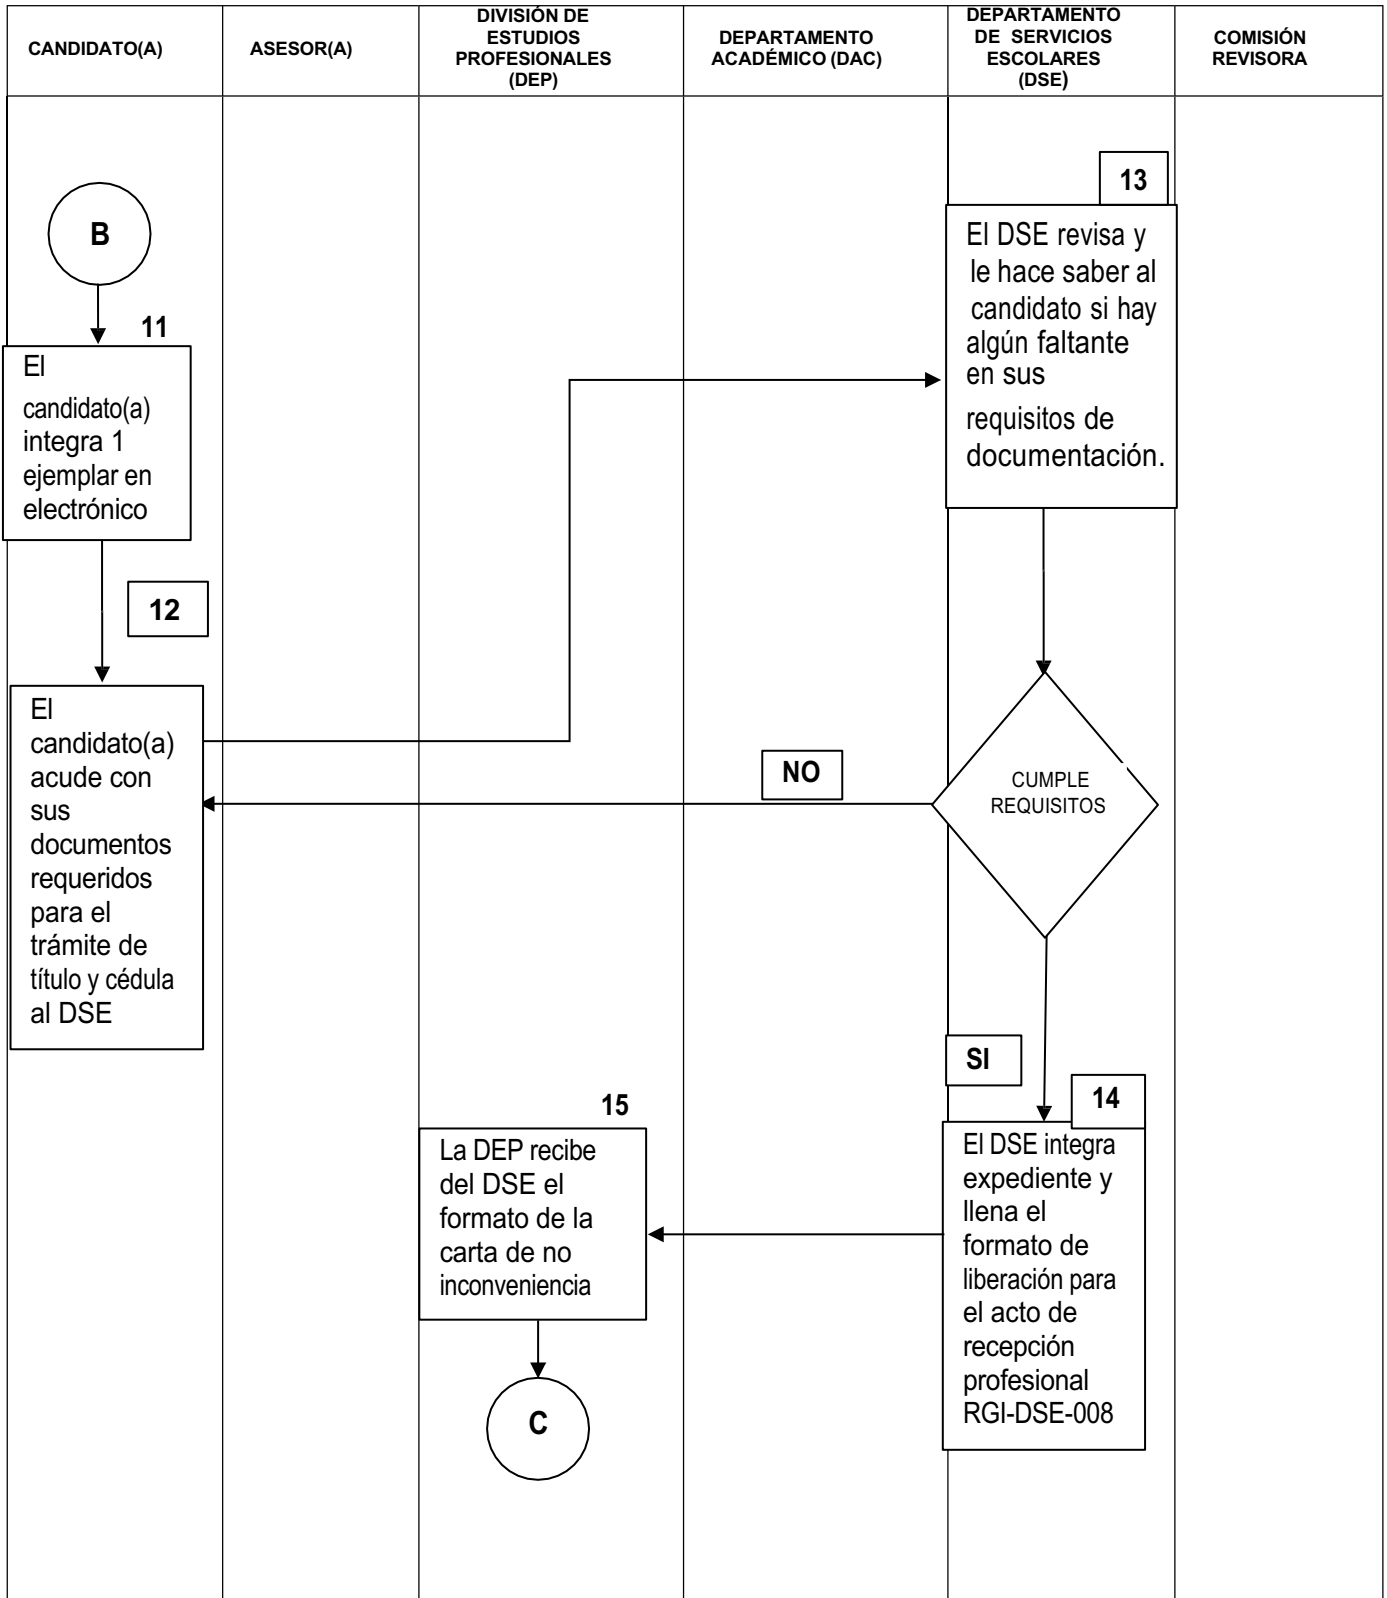 CANDIDATO(A)
ASESOR(A)
DIVISIÓN DE
ESTUDIOS
PROFESIONALES
(DEP)
DEPARTAMENTO
ACADÉMICO (DAC)
DEPARTAMENTO
DE SERVICIOS
ESCOLARES
(DSE)
COMISIÓN
REVISORA
B
11
El
candidato(a)
integra 1
ejemplar en
electrónico
12
El
candidato(a)
acude con
sus
documentos
requeridos
para el
trámite de
título y cédula
al DSE
13
El DSE revisa y
le hace saber al
candidato si hay
algún faltante
en sus
requisitos de
documentación.
CUMPLE
REQUISITOS
NO
SI
14
El DSE integra
expediente y
llena el
formato de
liberación para
el acto de
recepción
profesional
RGI-DSE-008
15
La DEP recibe
del DSE el
formato de la
carta de no
inconveniencia
C